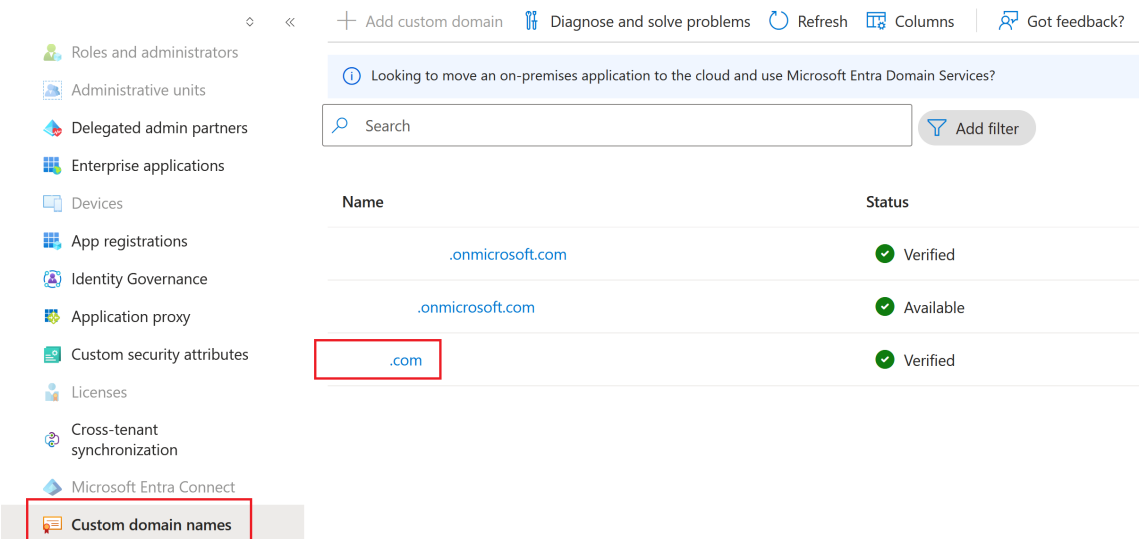 Add custom domain Diagnose and solve problems Refresh Columns Got feedback?
Roles and administrators
Administrative units
Delegated admin partners
Enterprise applications
Devices
App registrations
Identity Governance
Application proxy
Custom security attributes
Licenses
Cross-tenant
synchronization
Microsoft Entra Connect
Custom domain names
Looking to move an on-premises application to the cloud and use Microsoft Entra Domain Services?
Search Add filter
Name Status
.onmicrosoft.com Verified
.onmicrosoft.com Available
.com Verified